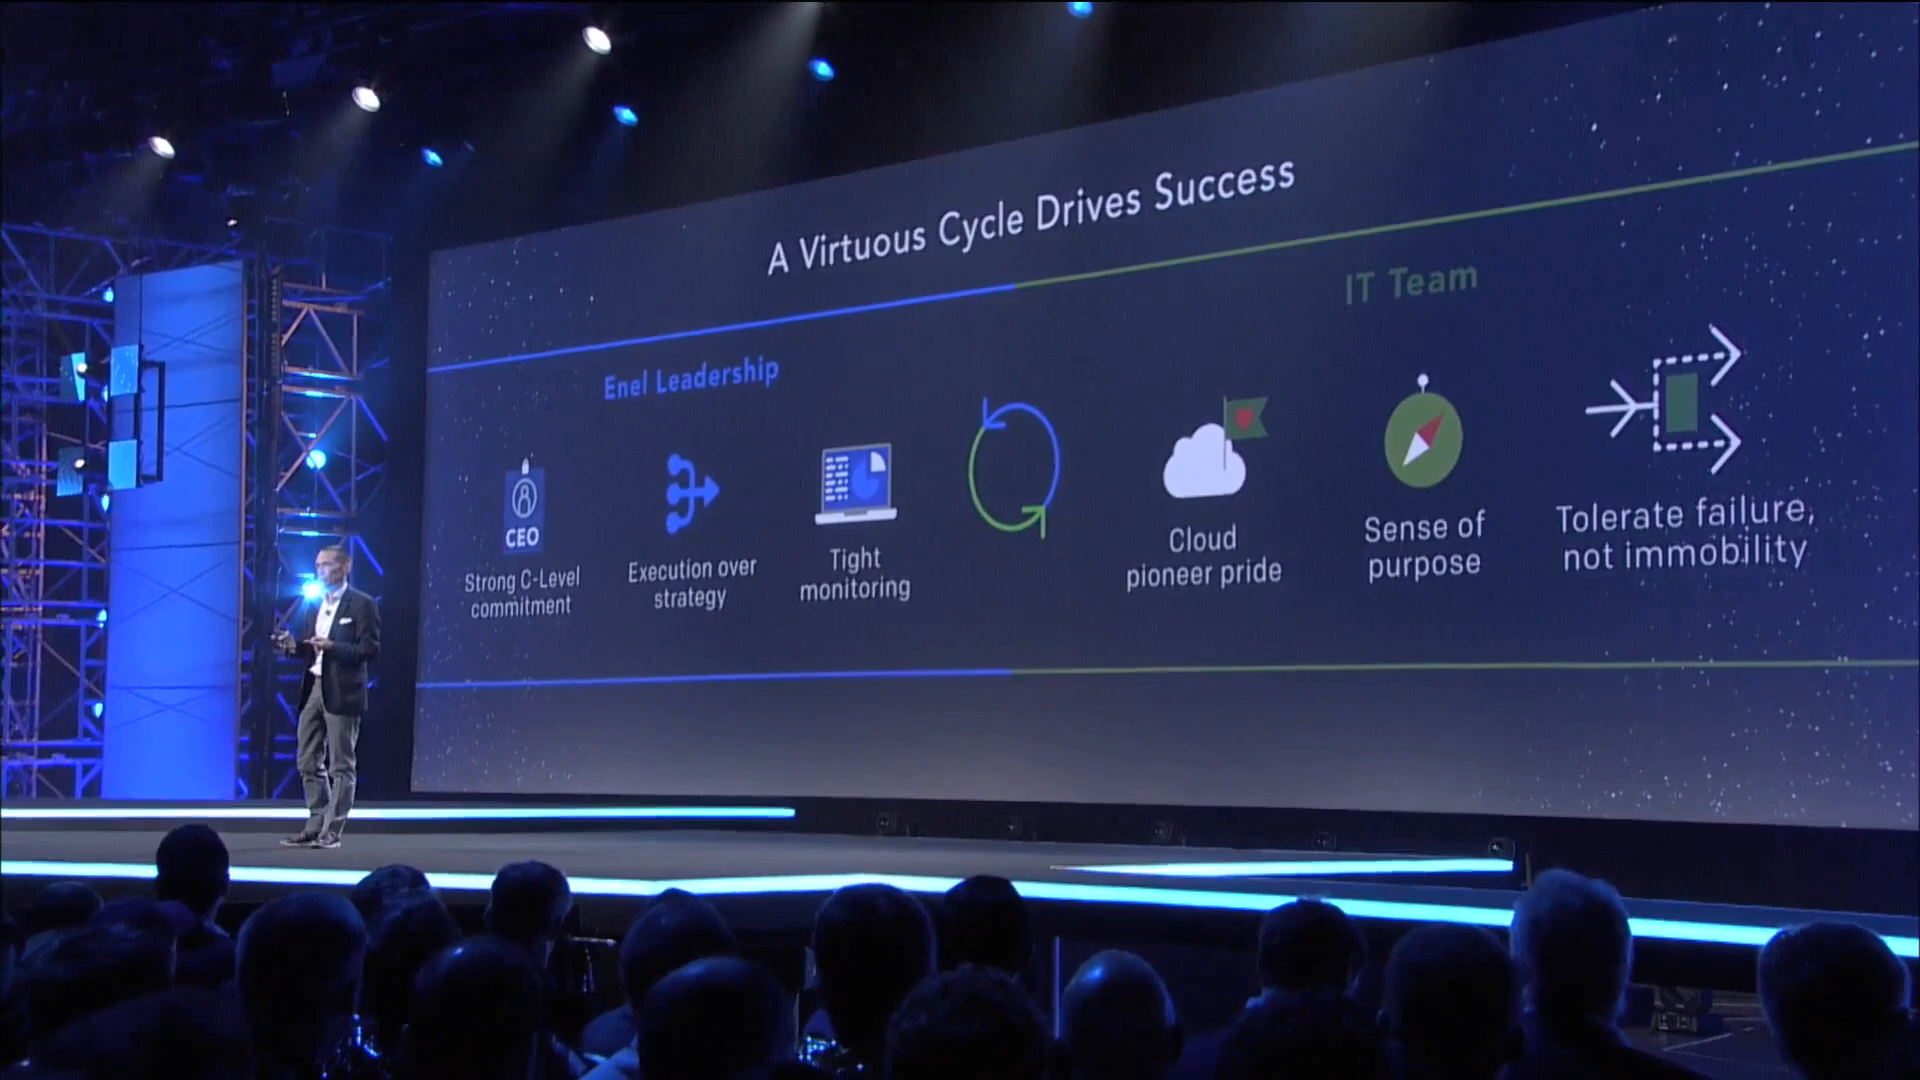 A Virtuous Cycle Drives Success
Enel Leadership
CEO
Strong C-Level
commitment
Execution over
strategy
Tight
monitoring
IT Team
Cloud
pioneer pride
Sense of
purpose
Tolerate failure,
not immobility